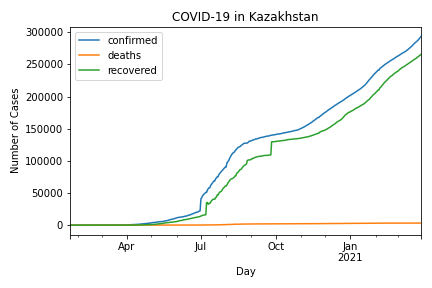 COVID-19 in Kazakhstan
confirmed
deaths
recovered
300000
250000
200000
150000
100000
50000
0
Number of Cases
Apr
Jul
Oct
Jan
2021
Day